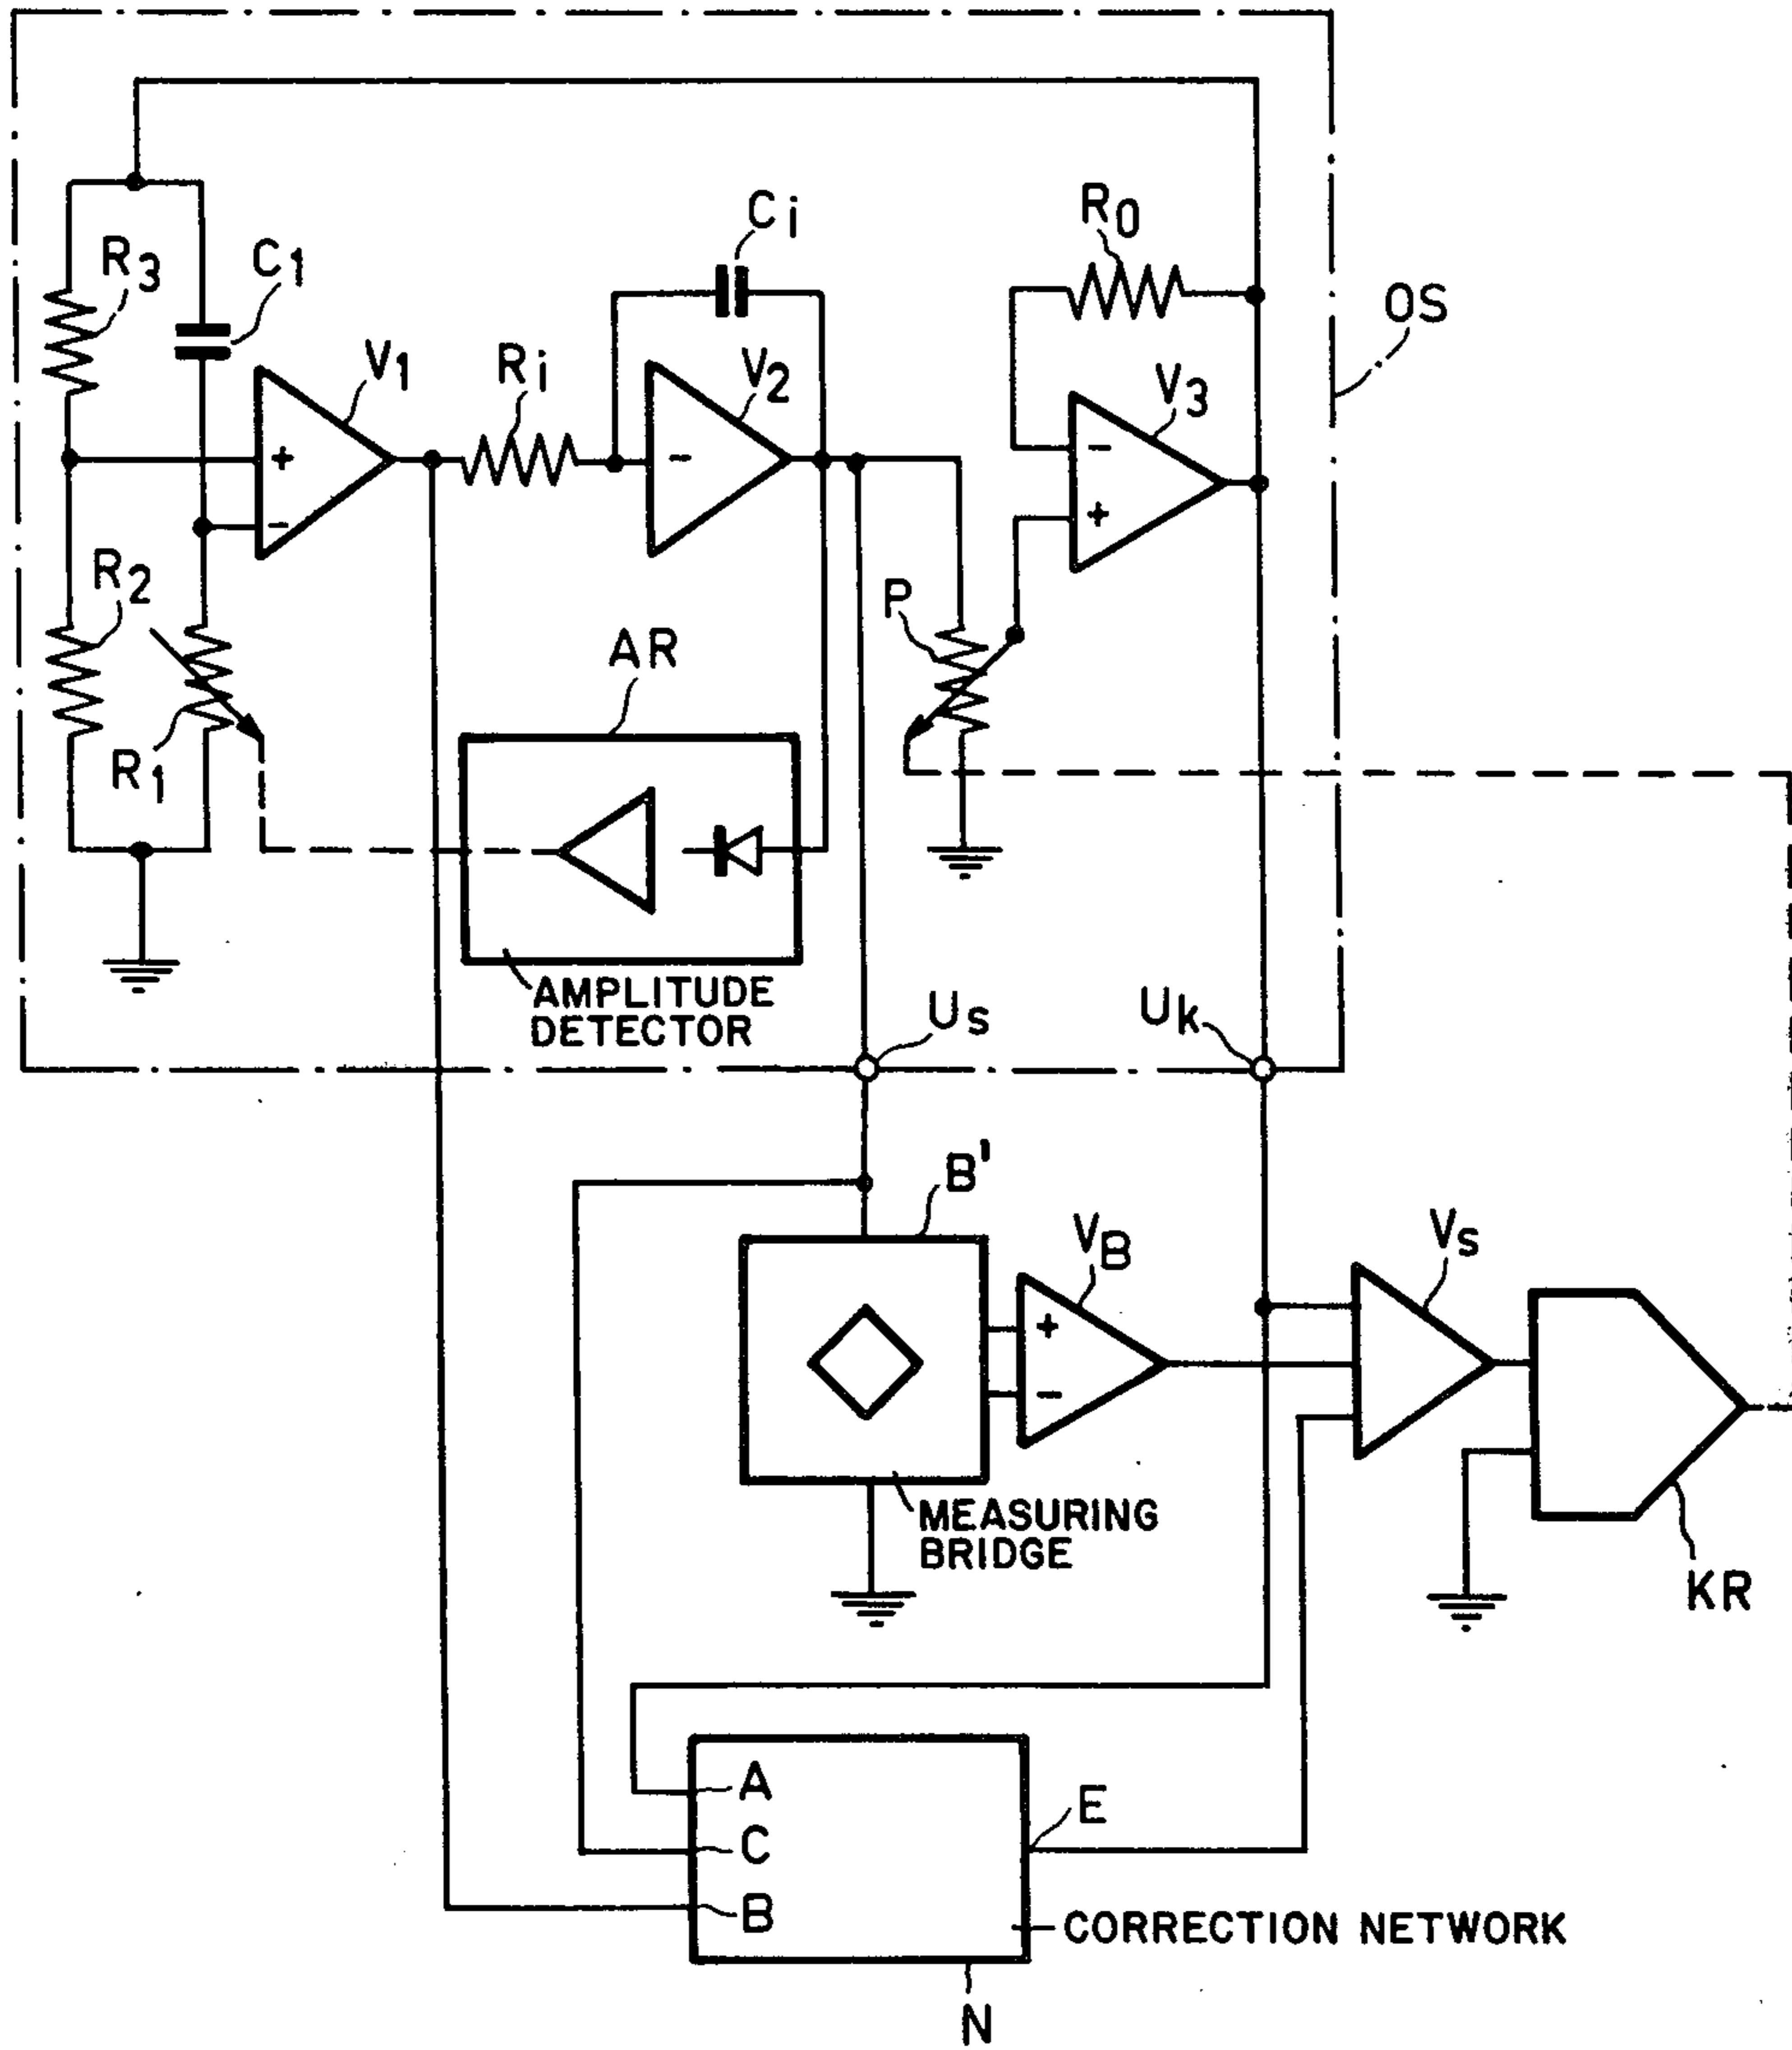 R3
C1
V1
Ri
Ci
V2
R0
V3
OS
+
-
-
-
+
R2
R1
AR
P
AMPLITUDE
DETECTOR
Us
Uk
B'
VB
+
-
Vs
MEASURING
BRIDGE
KR
A
C
B
E
CORRECTION NETWORK
N